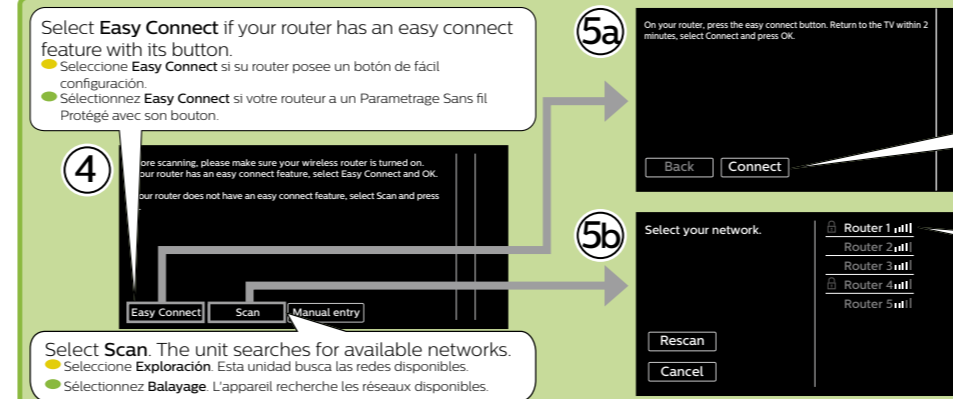 Select Easy Connect if your router has an easy connect
feature with its button.
Seleccione Easy Connect si su router posee un botón de fácil
configuración.
Sélectionnez Easy Connect si votre routeur a un Parametrage Sans fil
Protégé avec son bouton.
4
ore scanning, please make sure your wireless router is turned on.
our router has an easy connect feature, select Easy Connect and OK.
our router does not have an easy connect feature, select Scan and press
Easy Connect Scan Manual entry
Select Scan. The unit searches for available networks.
Seleccione Exploración. Esta unidad busca las redes disponibles.
Sélectionnez Balayage. L'appareil recherche les réseaux disponibles.
5a
On your router, press the easy connect button. Return to the TV within 2
minutes, select Connect and press OK.
Back Connect
5b
Select your network.
Router 1
Router 2
Router 3
Router 4
Router 5
Rescan
Cancel